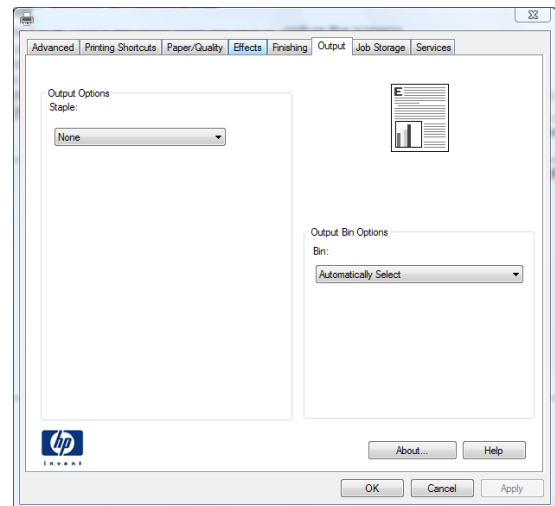 Advanced Printing Shortcuts Paper/Quality Effects Finishing Output Job Storage Services
Output Options
Staple:
None
E
Output Bin Options
Bin:
Automatically Select
hp
invent
About... Help
OK Cancel Apply